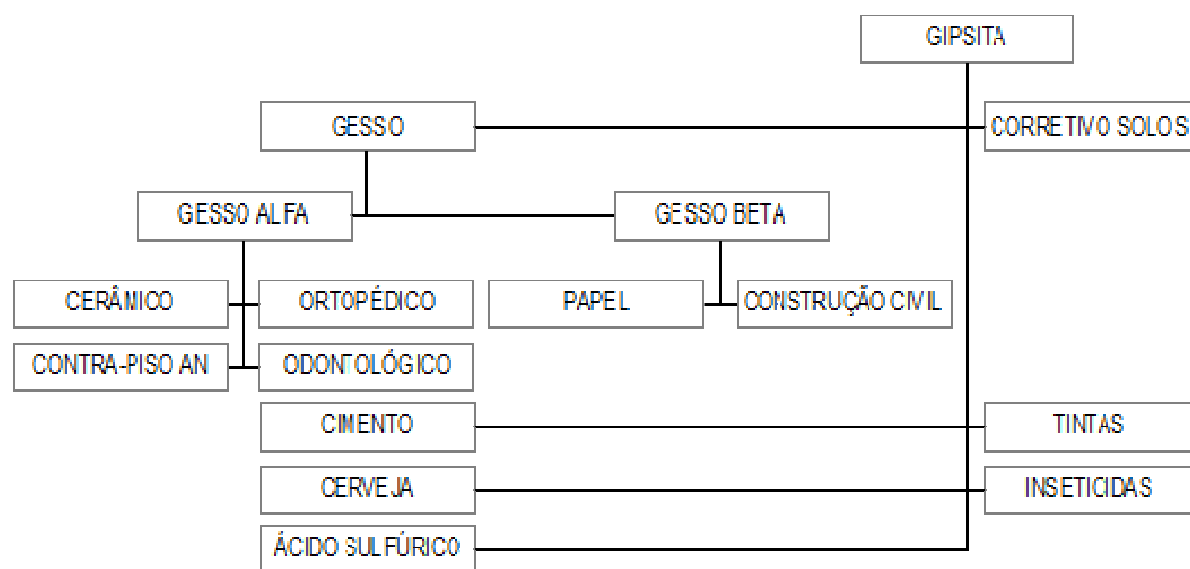 GIPSITA
GESSO
CORRETIVO SOLOS
GESSO ALFA
GESSO BETA
CERÂMICO
ORTOPÉDICO
PAPEL
CONSTRUÇÃO CIVIL
CONTRA-PISO AN
ODONTOLÓGICO
CIMENTO
TINTAS
CERVEJA
INSETICIDAS
ÁCIDO SULFÚRICO